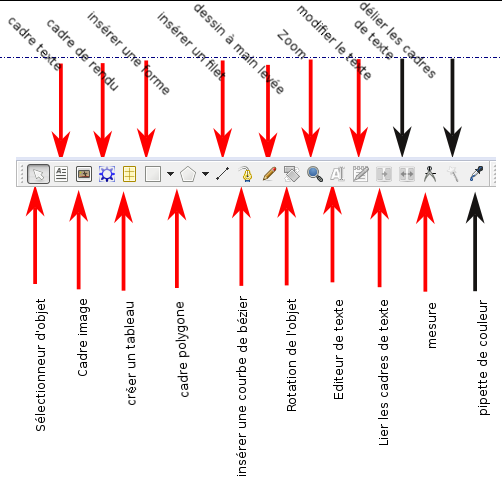 cadre texte
cadre de rendu
insérer une forme
insérer un filet
dessin à main levée
Zoom
modifier le texte
délier les cadres
de texte
Sélectionneur d'objet
Cadre image
créer un tableau
cadre polygone
insérer une courbe de bézier
Rotation de l'objet
Editeur de texte
Lier les cadres de texte
mesure
pipette de couleur